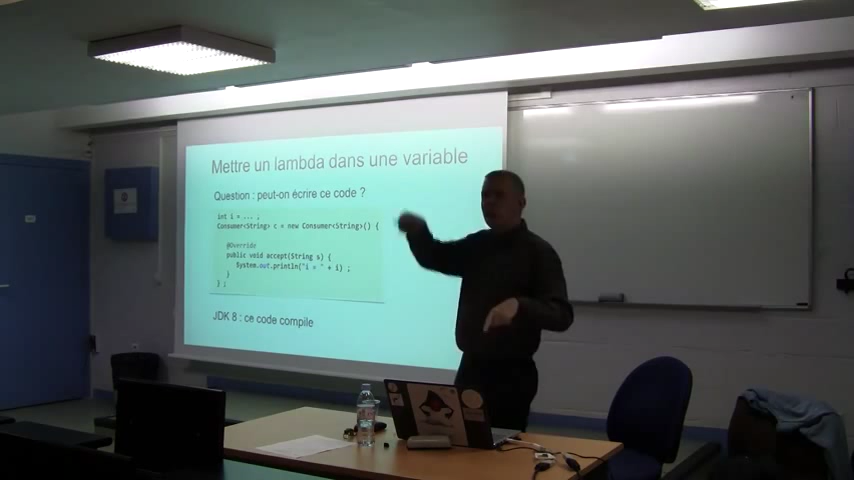 Mettre un lambda dans une variable
Question : peut-on écrire ce code ?
int i = ... ;
Consumer<String> c = new Consumer<String>() {
@Override
public void accept(String s) {
System.out.println("i = " + i) ;
}
} ;
JDK 8 : ce code compile